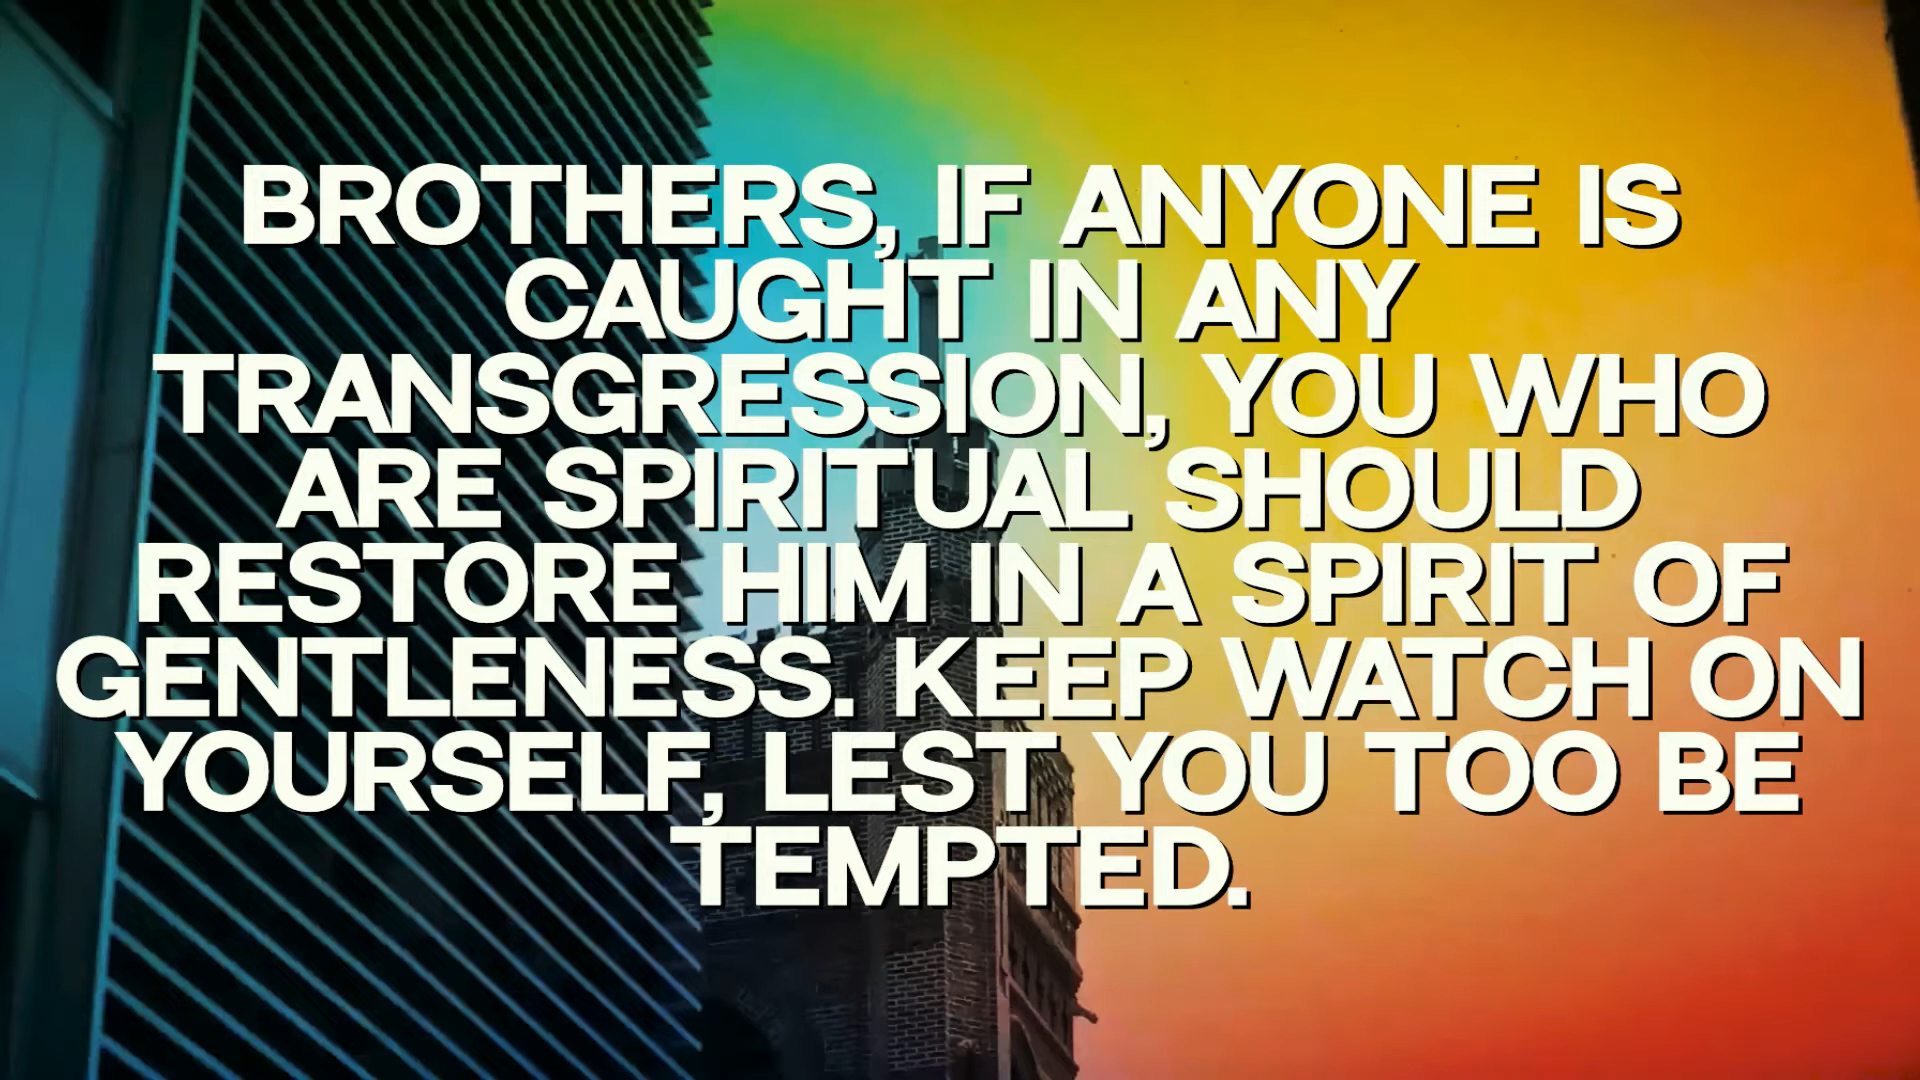 BROTHERS, IF ANYONE IS
CAUGHT IN ANY
TRANSGRESSION, YOU WHO
ARE SPIRITUAL SHOULD
RESTORE HIM IN A SPIRIT OF
GENTLENESS. KEEP WATCH ON
YOURSELF, LEST YOU TOO BE
TEMPTED.